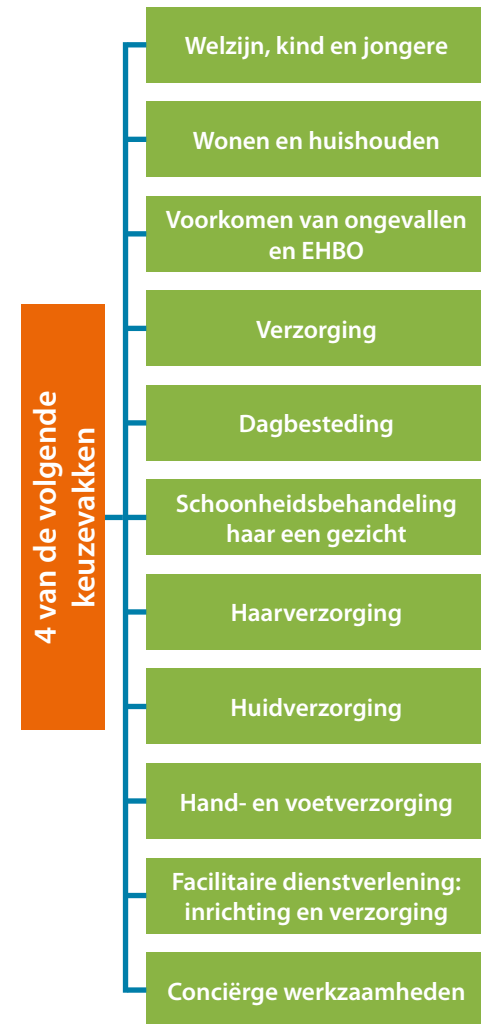 4 van de volgende
keuzevakken
Welzijn, kind en jongere
Wonen en huishouden
Voorkomen van ongevallen
en EHBO
Verzorging
Dagbesteding
Schoonheidsbehandeling
haar een gezicht
Haarverzorging
Huidverzorging
Hand- en voetverzorging
Facilitaire dienstverlening:
inrichting en verzorging
Conciërge werkzaamheden